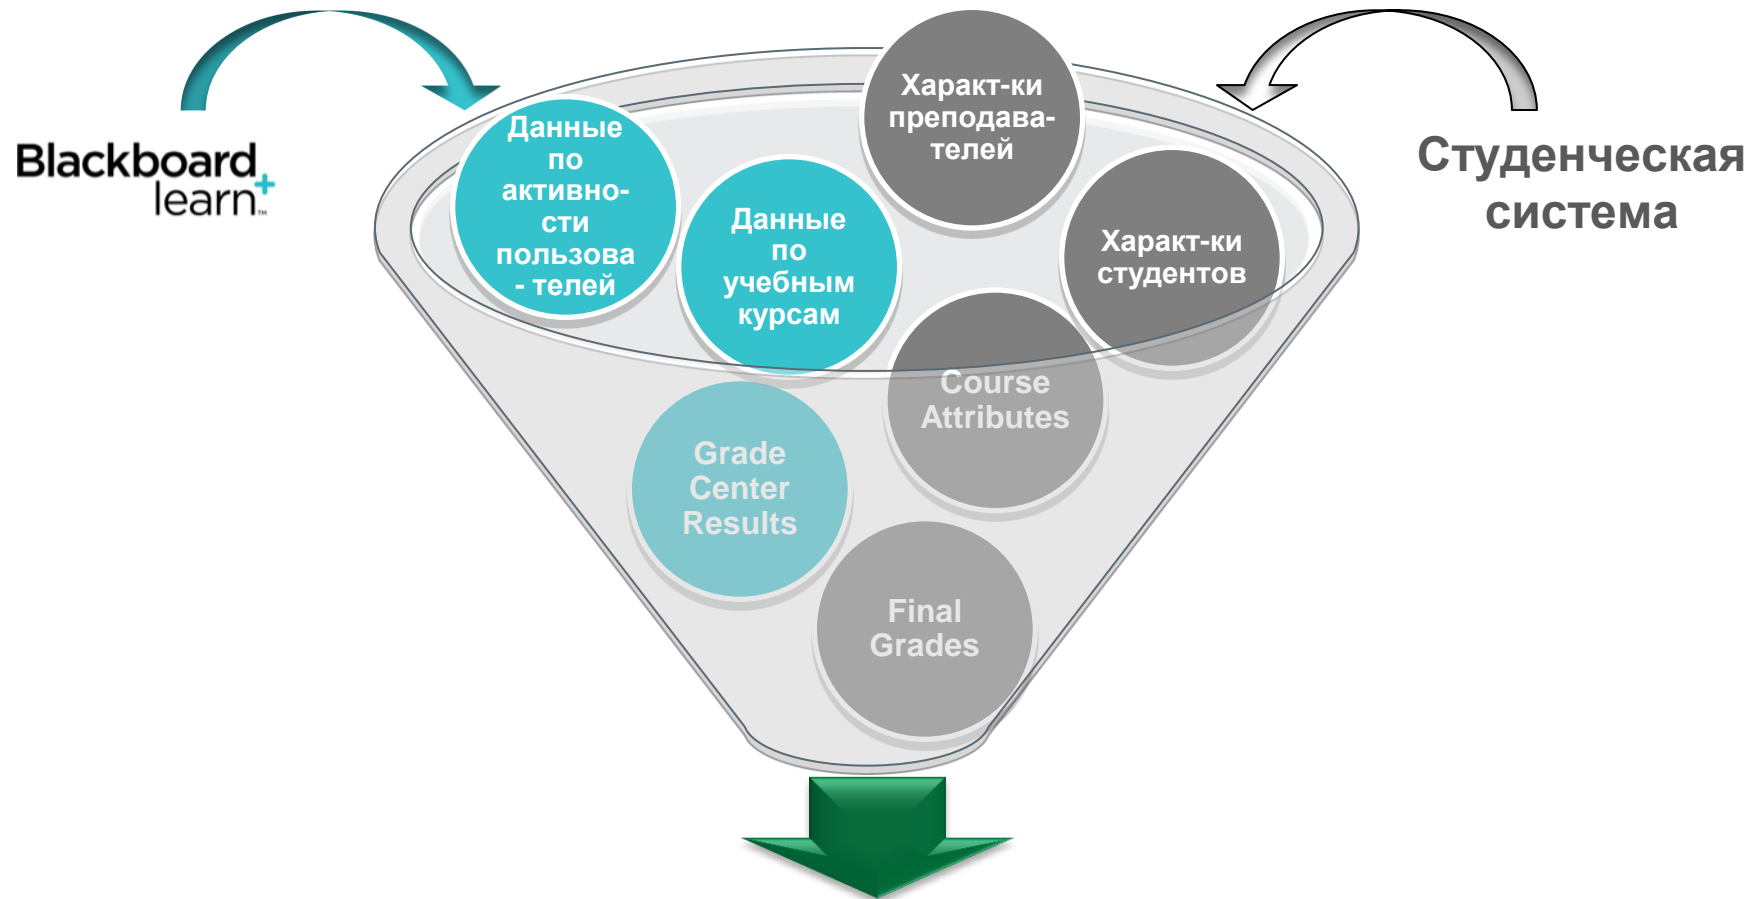 Blackboard
learn+™
Данные
по
активно-
сти
пользова
- телей
Данные
по
учебным
курсам
Характ-ки
преподава-
телей
Характ-ки
студентов
Студенческая
система
Course
Attributes
Grade
Center
Results
Final
Grades